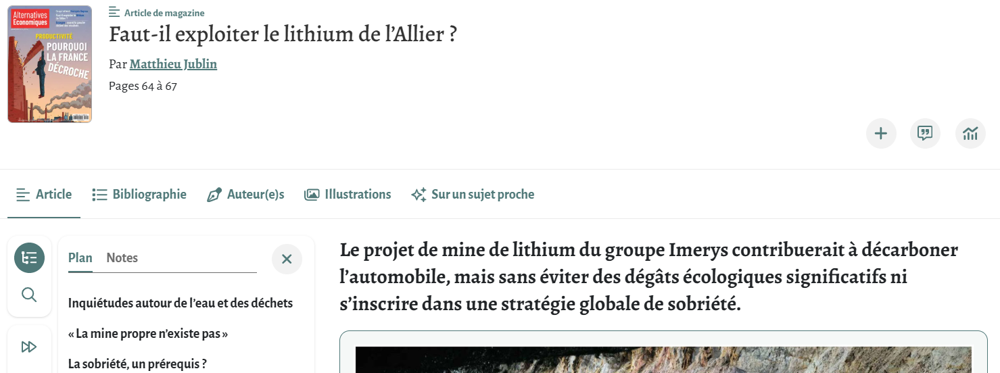 Alternatives
Economiques
PRODUCTIVITÉ
POURQUOI
LA FRANCE
DÉCROCHE
Article de magazine
Faut-il exploiter le lithium de l’Allier ?
Par Matthieu Jublin
Pages 64 à 67
Article
Bibliographie
Auteur(e)s
Illustrations
Sur un sujet proche
Plan
Notes
Inquiétudes autour de l’eau et des déchets
« La mine propre n’existe pas »
La sobriété, un prérequis ?
Le projet de mine de lithium du groupe Imerys contribuerait à décarboner
l’automobile, mais sans éviter des dégâts écologiques significatifs ni
s’inscrire dans une stratégie globale de sobriété.